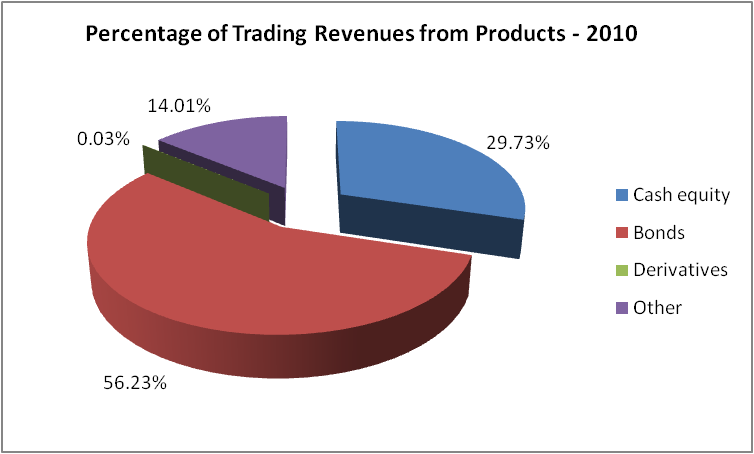 Percentage of Trading Revenues from Products - 2010
14.01%
0.03%
29.73%
56.23%
Cash equity
Bonds
Derivatives
Other